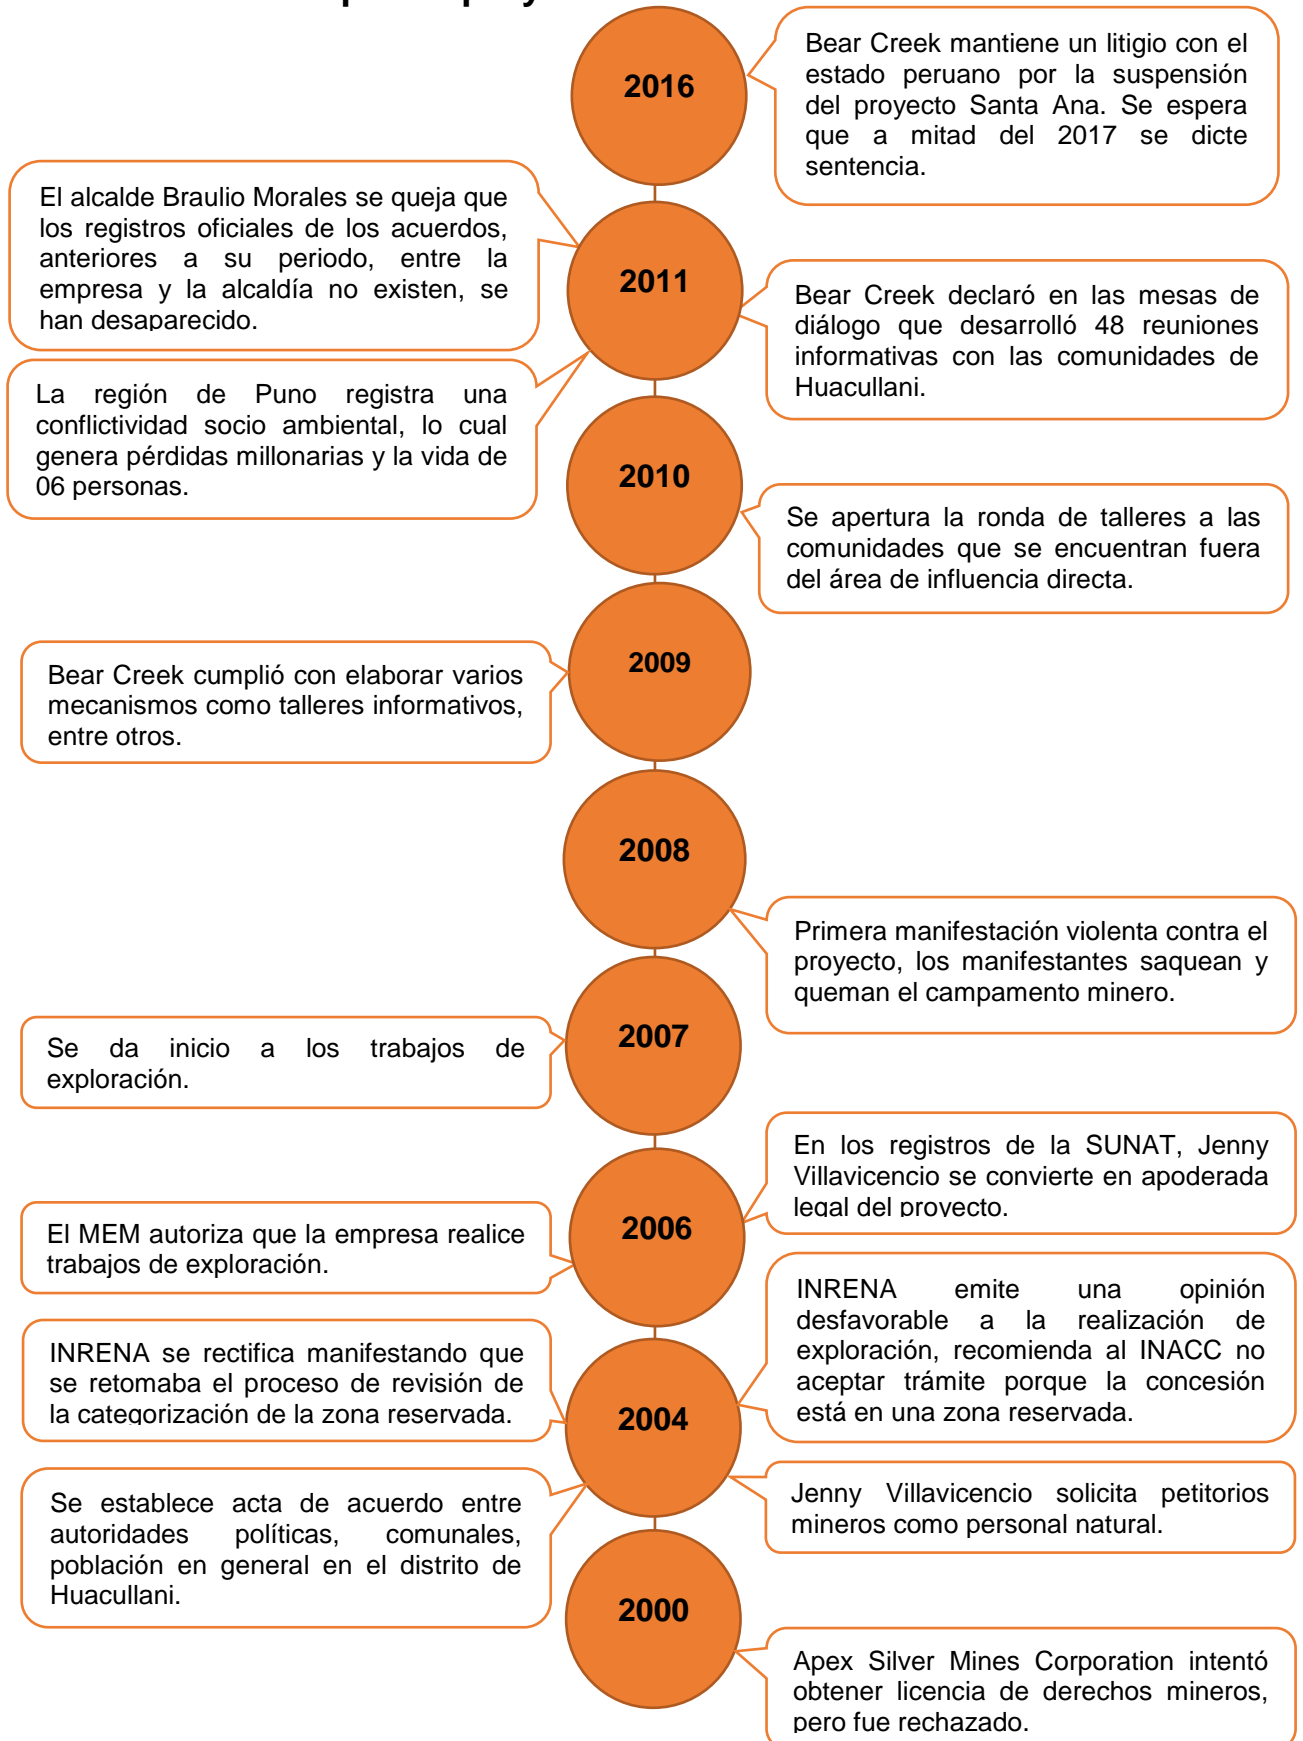 2016
Bear Creek mantiene un litigio con el
estado peruano por la suspensión
del proyecto Santa Ana. Se espera
que a mitad del 2017 se dicte
sentencia.
El alcalde Braulio Morales se queja que
los registros oficiales de los acuerdos,
anteriores a su periodo, entre la
empresa y la alcaldía no existen, se
han desaparecido.
2011
Bear Creek declaró en las mesas de
diálogo que desarrolló 48 reuniones
informativas con las comunidades de
Huacullani.
La región de Puno registra una
conflictividad socio ambiental, lo cual
genera pérdidas millonarias y la vida de
06 personas.
2010
Se apertura la ronda de talleres a las
comunidades que se encuentran fuera
del área de influencia directa.
2009
Bear Creek cumplió con elaborar varios
mecanismos como talleres informativos,
entre otros.
2008
Primera manifestación violenta contra el
proyecto, los manifestantes saquean y
queman el campamento minero.
2007
Se da inicio a los trabajos de
exploración.
En los registros de la SUNAT, Jenny
Villavicencio se convierte en apoderada
legal del proyecto.
2006
El MEM autoriza que la empresa realice
trabajos de exploración.
INRENA emite una opinión
desfavorable a la realización de
exploración, recomienda al INACC no
aceptar trámite porque la concesión
está en una zona reservada.
INRENA se rectifica manifestando que
se retomaba el proceso de revisión de
la categorización de la zona reservada.
2004
Jenny Villavicencio solicita petitorios
mineros como personal natural.
Se establece acta de acuerdo entre
autoridades políticas, comunales,
población en general en el distrito de
Huacullani.
2000
Apex Silver Mines Corporation intentó
obtener licencia de derechos mineros,
pero fue rechazado.